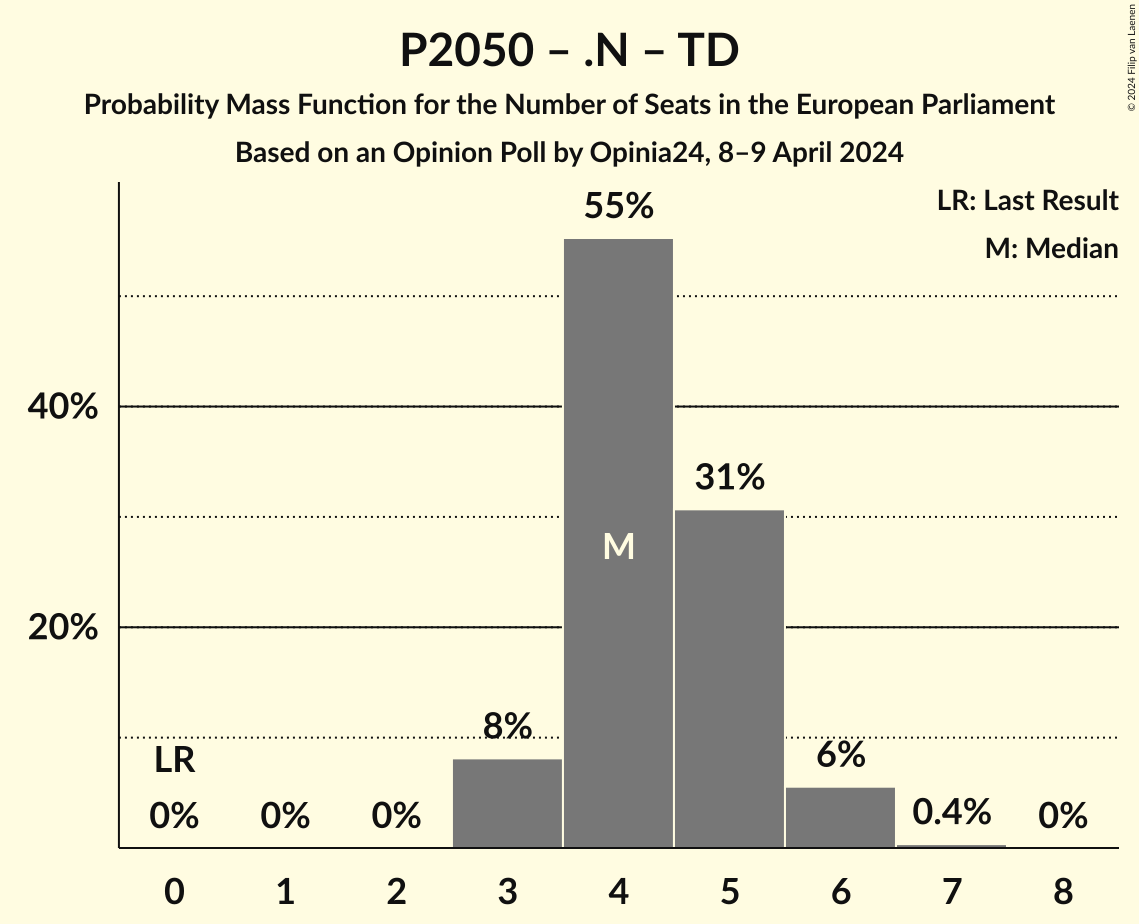 P2050 – .N – TD
Probability Mass Function for the Number of Seats in the European Parliament
Based on an Opinion Poll by Opinia24, 8–9 April 2024
© 2024 Filip van Laenen
LR: Last Result
M: Median
55%
40%
31%
M
20%
8%
6%
LR
0%
0%
0%
0.4%
0%
0 1 2 3 4 5 6 7 8